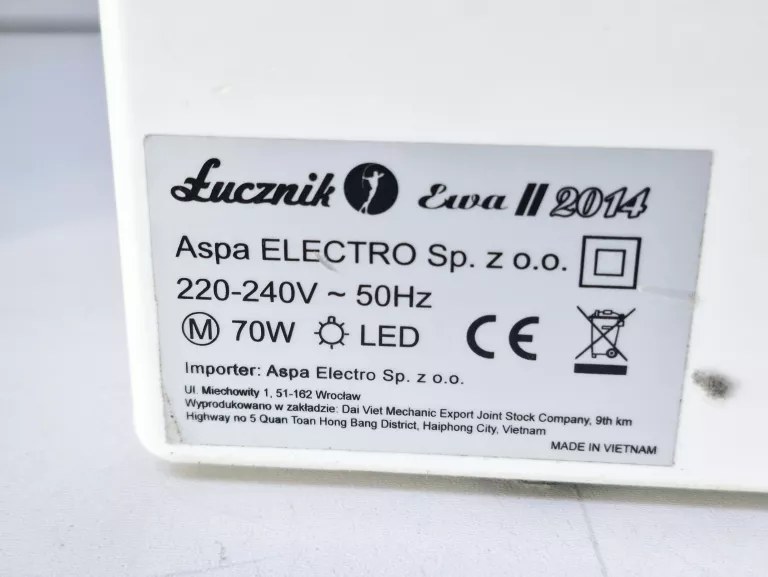 Łucznik Ewa II 2014
Aspa ELECTRO Sp. z o.o.
220-240V ~ 50Hz
M 70W LED CE
Importer: Aspa Electro Sp. z o.o.
Ul. Miechowity 1, 51-162 Wrocław
Wyprodukowano w zakładzie: Dai Viet Mechanic Export Joint Stock Company, 9th km
Highway no 5 Quan Toan Hong Bang District, Haiphong City, Vietnam
MADE IN VIETNAM